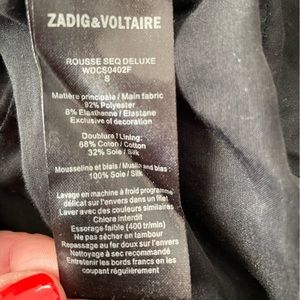 ZADIG&VOLTAIRE
ROUSSE SEQ DELUXE
WDCS0402F
S
Matière principale / Main fabric
92% Polyester
8% Elasthanne / Elastane
Exclusive of decoration
Doublure / Lining:
68% Coton / Cotton
32% Soie / Silk
Mousseline et biais / Muslin and bias :
100% Soie / Silk
Lavage en machine à froid programme
délicat sur l'envers dans un filet
Laver avec des couleurs similaires
Chlore interdit
Essorage faible (400 tr/min)
Ne pas sécher en tambour
Repassage au fer doux sur l'envers
Nettoyage à sec recommandé
Entretenir les bords francs en les
coupant régulièrement